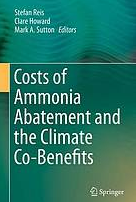 Stefan Reis
Clare Howard
Mark A. Sutton Editors
Costs of
Ammonia
Abatement and
the Climate
Co-Benefits
Springer